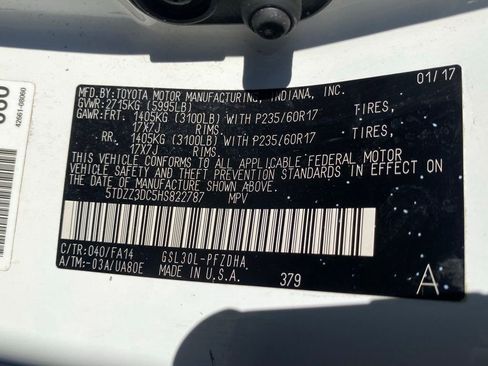 MFD.BY:TOYOTA MOTOR MANUFACTURING, INDIANA, INC. 01/17
GVWR:2715KG (5995LB)
GAWR:FRT. 1405KG (3100LB) WITH P235/60R17 TIRES,
17X7J RIMS.
RR. 1405KG (3100LB) WITH P235/60R17 TIRES,
17X7J RIMS.
THIS VEHICLE CONFORMS TO ALL APPLICABLE FEDERAL MOTOR
VEHICLE SAFETY AND THEFT PREVENTION STANDARDS IN EFFECT ON
THE DATE OF MANUFACTURE SHOWN ABOVE.
5TDZZ3DC5HS822787 MPV
C/TR:040/FA14 GSL30L-PFZDHA
A/TM:-03A/UA80E MADE IN U.S.A. 379 A
42661-08060